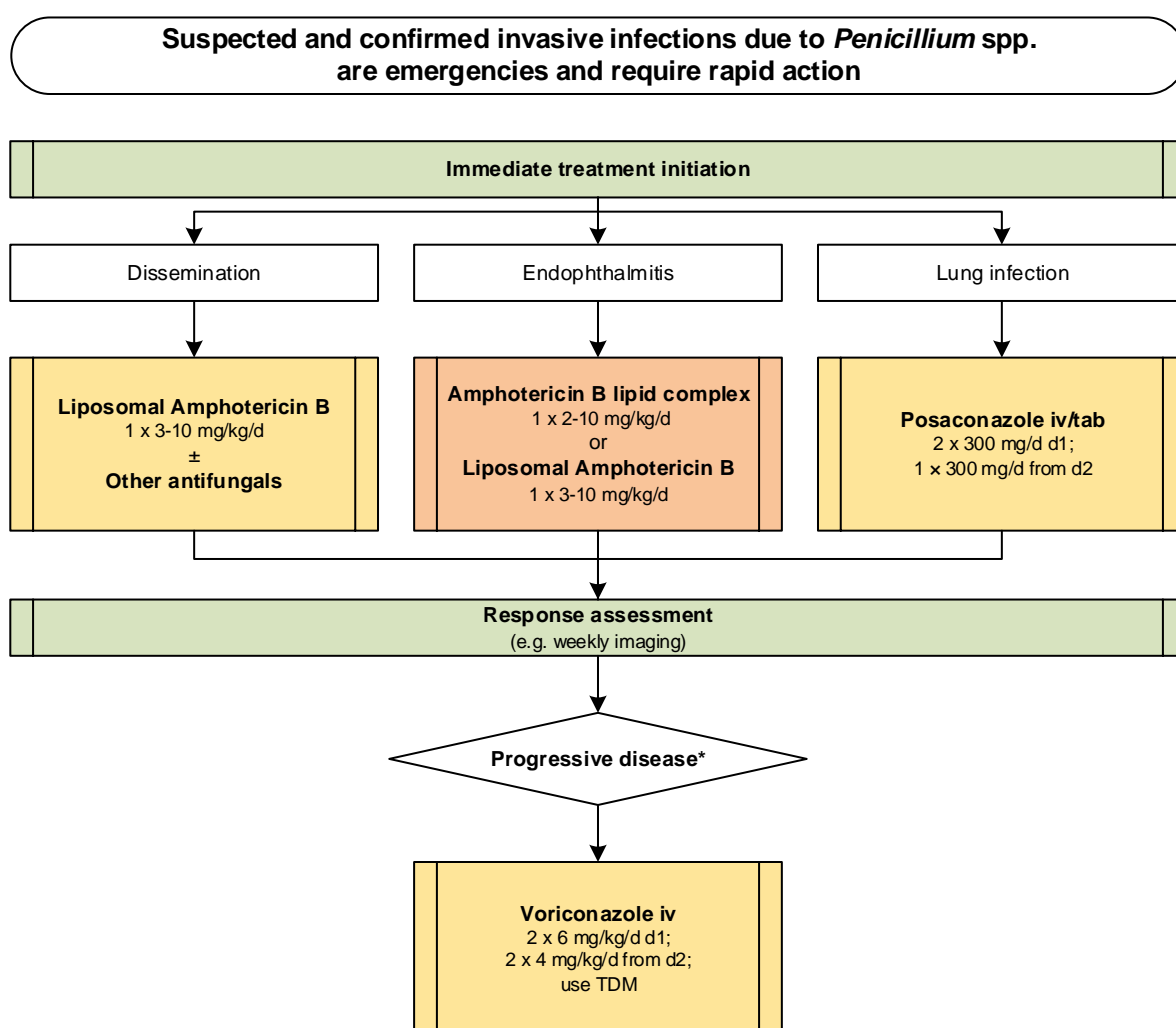 Suspected and confirmed invasive infections due to Penicillium spp.
are emergencies and require rapid action
Immediate treatment initiation
Dissemination
Endophthalmitis
Lung infection
Liposomal Amphotericin B
1 x 3-10 mg/kg/d
±
Other antifungals
Amphotericin B lipid complex
1 x 2-10 mg/kg/d
or
Liposomal Amphotericin B
1 x 3-10 mg/kg/d
Posaconazole iv/tab
2 x 300 mg/d d1;
1 × 300 mg/d from d2
Response assessment
(e.g. weekly imaging)
Progressive disease*
Voriconazole iv
2 x 6 mg/kg/d d1;
2 x 4 mg/kg/d from d2;
use TDM